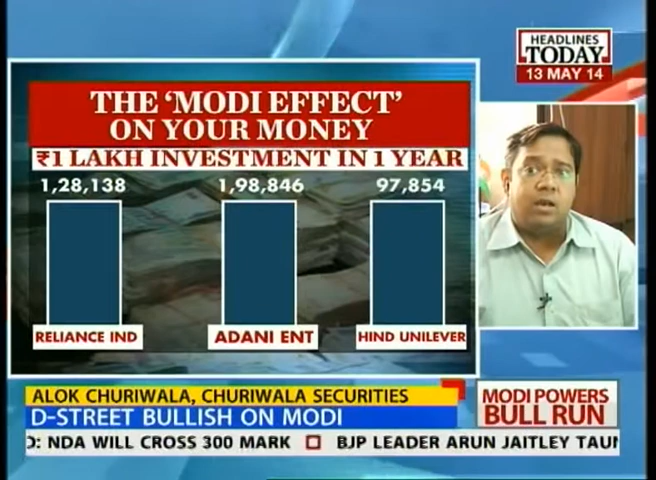 HEADLINES
TODAY
13 MAY 14
THE ‘MODI EFFECT’
ON YOUR MONEY
₹1 LAKH INVESTMENT IN 1 YEAR
1,28,138 1,98,846 97,854
RELIANCE IND ADANI ENT HIND UNILEVER
ALOK CHURIWALA, CHURIWALA SECURITIES
D-STREET BULLISH ON MODI
MODI POWERS
BULL RUN
: NDA WILL CROSS 300 MARK BJP LEADER ARUN JAITLEY